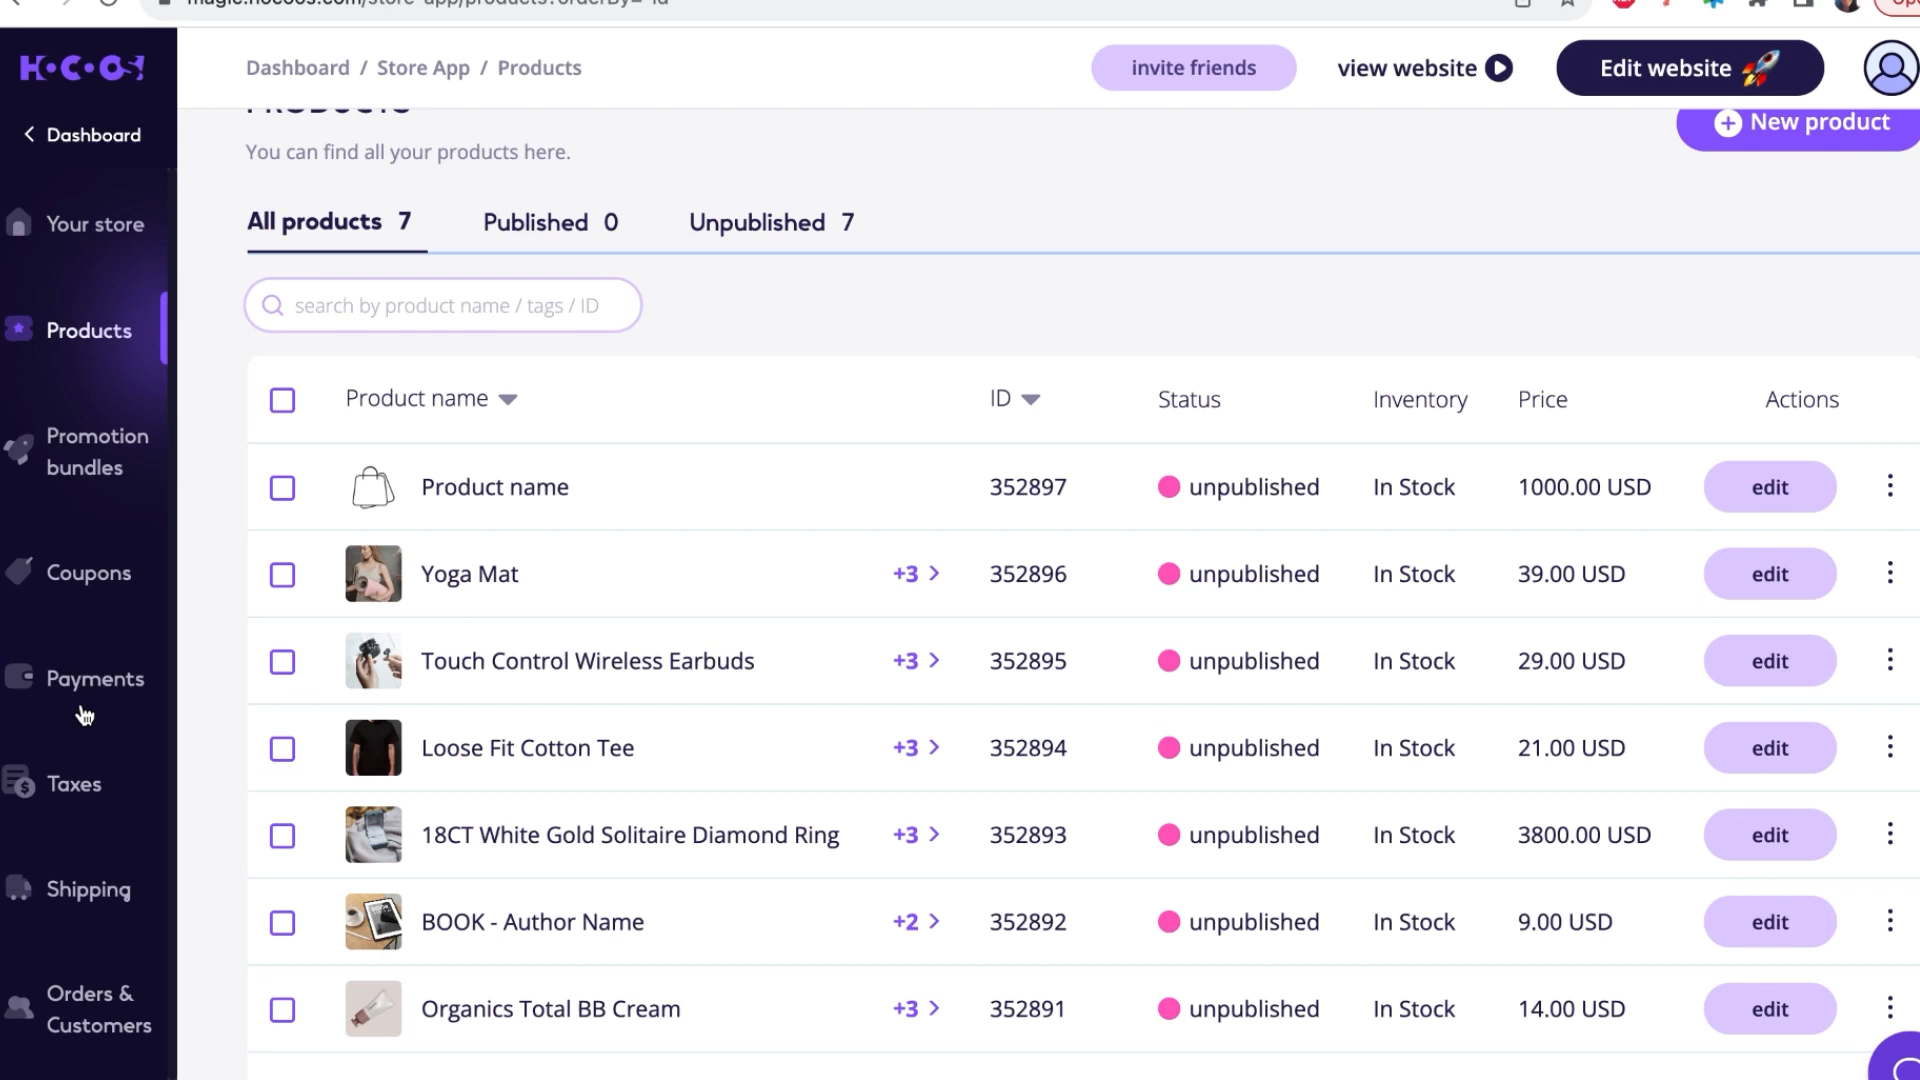 HOCOOS
Dashboard / Store App / Products
invite friends
view website
Edit website
Dashboard
PRODUCTS
New product
You can find all your products here.
Your store
All products 7
Published 0
Unpublished 7
search by product name / tags / ID
Products
Product name
ID
Status
Inventory
Price
Actions
Promotion
bundles
Product name
352897
unpublished
In Stock
1000.00 USD
edit
Coupons
Yoga Mat
+3
352896
unpublished
In Stock
39.00 USD
edit
Payments
Touch Control Wireless Earbuds
+3
352895
unpublished
In Stock
29.00 USD
edit
Taxes
Loose Fit Cotton Tee
+3
352894
unpublished
In Stock
21.00 USD
edit
18CT White Gold Solitaire Diamond Ring
+3
352893
unpublished
In Stock
3800.00 USD
edit
Shipping
BOOK - Author Name
+2
352892
unpublished
In Stock
9.00 USD
edit
Orders &
Customers
Organics Total BB Cream
+3
352891
unpublished
In Stock
14.00 USD
edit